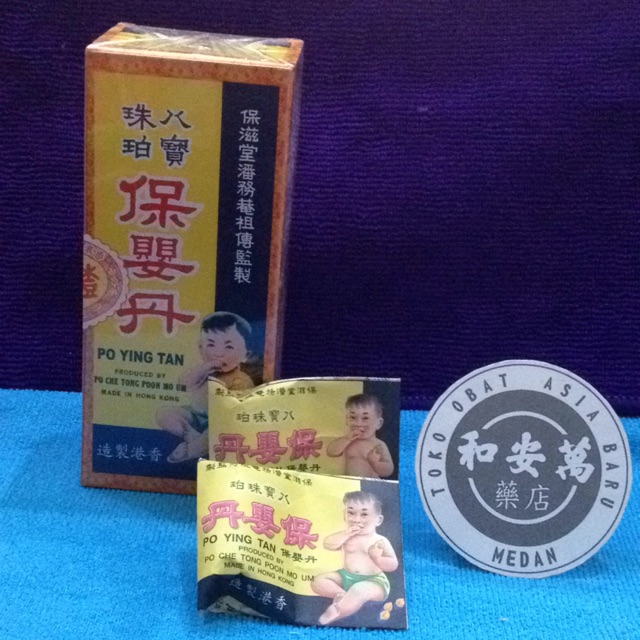 八寶
珠珀
保嬰丹
保滋堂潘務菴祖傳監製
PO YING TAN
PRODUCED BY
PO CHE TONG POON MO UM
MADE IN HONG KONG
香港製造
八寶珠珀
保嬰丹
八寶珠珀
保嬰丹
PO YING TAN 保嬰丹
PRODUCED BY
PO CHE TONG POON MO UM
MADE IN HONG KONG
香港製造
TOKO OBAT ASIA BARU
萬安和
藥店
MEDAN